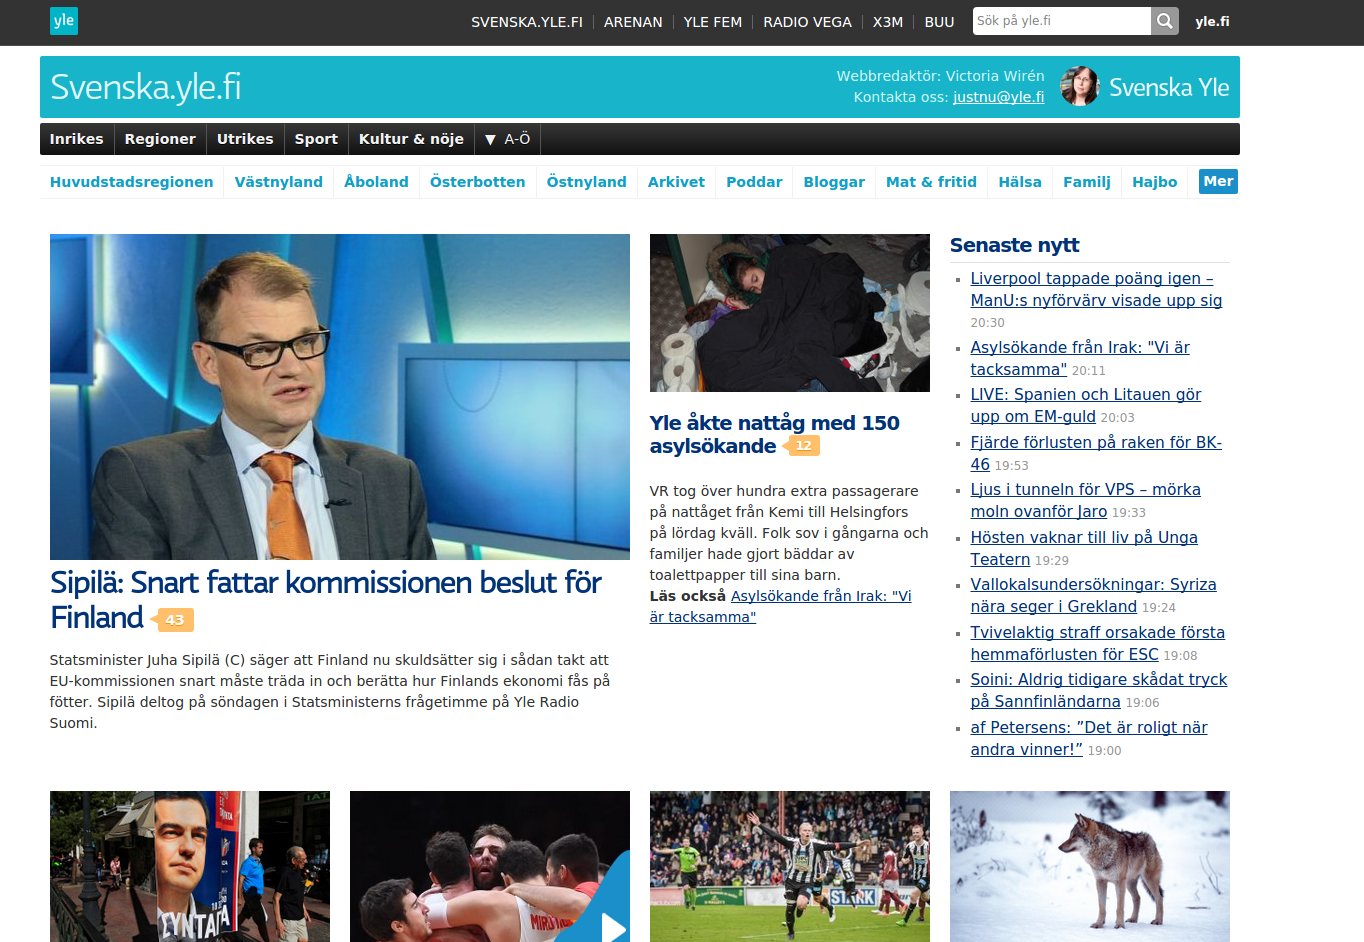 yle
SVENSKA.YLE.FI
ARENAN
YLE FEM
RADIO VEGA
X3M
BUU
Sök på yle.fi
yle.fi
Svenska.yle.fi
Webbredaktör: Victoria Wirén
Kontakta oss: justnu@yle.fi
Svenska Yle
Inrikes
Regioner
Utrikes
Sport
Kultur & nöje
▼ A-Ö
Huvudstadsregionen
Västnyland
Åboland
Österbotten
Östnyland
Arkivet
Poddar
Bloggar
Mat & fritid
Hälsa
Familj
Hajbo
Mer
Sipilä: Snart fattar kommissionen beslut för
Finland 43
Statsminister Juha Sipilä (C) säger att Finland nu skuldsätter sig i sådan takt att
EU-kommissionen snart måste träda in och berätta hur Finlands ekonomi fås på
fötter. Sipilä deltog på söndagen i Statsministerns frågetimme på Yle Radio
Suomi.
Yle åkte nattåg med 150
asylsökande 12
VR tog över hundra extra passagerare
på nattåget från Kemi till Helsingfors
på lördag kväll. Folk sov i gångarna och
familjer hade gjort bäddar av
toalettpapper till sina barn.
Läs också Asylsökande från Irak: "Vi
är tacksamma"
Senaste nytt
Liverpool tappade poäng igen –
ManU:s nyförvärv visade upp sig
20:30
Asylsökande från Irak: "Vi är
tacksamma" 20:11
LIVE: Spanien och Litauen gör
upp om EM-guld 20:03
Fjärde förlusten på raken för BK-
46 19:53
Ljus i tunneln för VPS – mörka
moln ovanför Jaro 19:33
Hösten vaknar till liv på Unga
Teatern 19:29
Vallokalsundersökningar: Syriza
nära seger i Grekland 19:24
Tvivelaktig straff orsakade första
hemmaförlusten för ESC 19:08
Soini: Aldrig tidigare skådat tryck
på Sannfinländarna 19:06
af Petersens: ”Det är roligt när
andra vinner!” 19:00
STARK